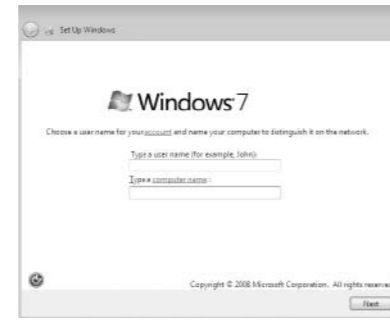 Set Up Windows
Windows 7
Choose a user name for your account and name your computer to distinguish it on the network.
Type a user name (for example, John):
Type a computer name:
Copyright © 2008 Microsoft Corporation. All rights reserve
Next